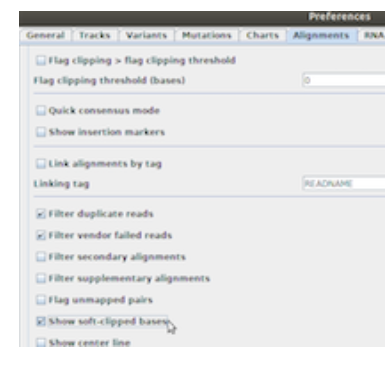 Preferences
General Tracks Variants Mutations Charts Alignments RNA
Flag clipping > flag clipping threshold
Flag clipping threshold (bases) 0
Quick consensus mode
Show insertion markers
Link alignments by tag
Linking tag READNAME
Filter duplicate reads
Filter vendor failed reads
Filter secondary alignments
Filter supplementary alignments
Flag unmapped pairs
Show soft-clipped bases
Show center line